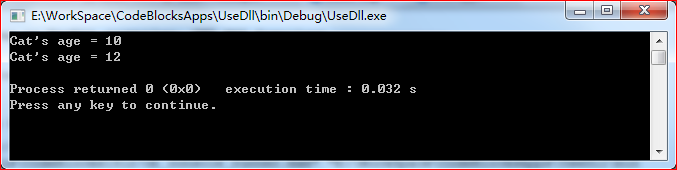 E:\WorkSpace\CodeBlocksApps\UseDll\bin\Debug\UseDll.exe
Cat's age = 10
Cat's age = 12
Process returned 0 (0x0)   execution time : 0.032 s
Press any key to continue.